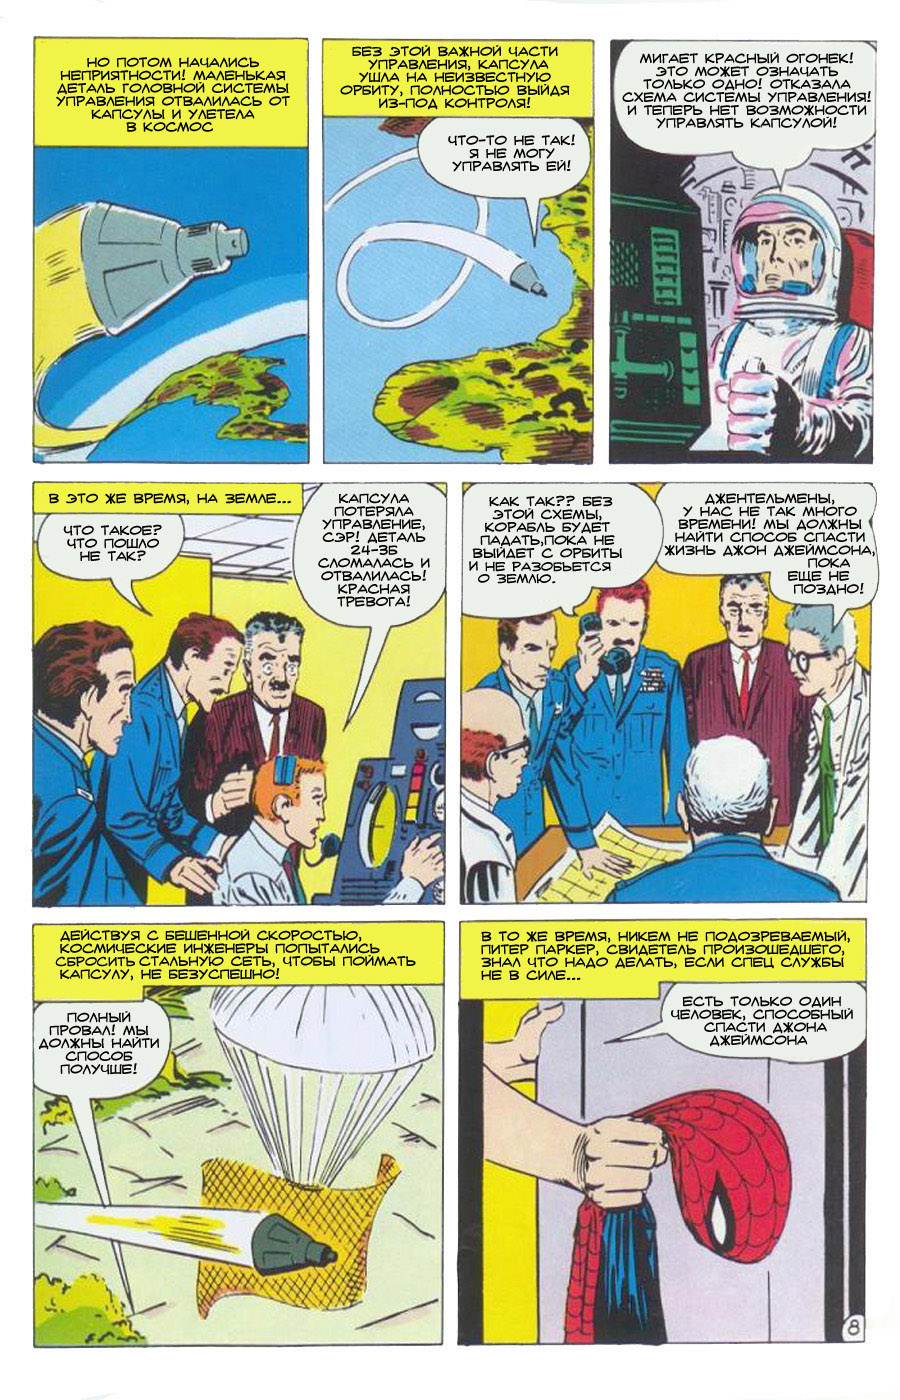 НО ПОТОМ НАЧАЛИСЬ
НЕПРИЯТНОСТИ! МАЛЕНЬКАЯ
ДЕТАЛЬ ГОЛОВНОЙ СИСТЕМЫ
УПРАВЛЕНИЯ ОТВАЛИЛАСЬ ОТ
КАПСУЛЫ И УЛЕТЕЛА
В КОСМОС
БЕЗ ЭТОЙ ВАЖНОЙ ЧАСТИ
УПРАВЛЕНИЯ, КАПСУЛА
УШЛА НА НЕИЗВЕСТНУЮ
ОРБИТУ, ПОЛНОСТЬЮ ВЫЙДЯ
ИЗ-ПОД КОНТРОЛЯ!
ЧТО-ТО НЕ ТАК!
Я НЕ МОГУ
УПРАВЛЯТЬ ЕЙ!
МИГАЕТ КРАСНЫЙ ОГОНЕК!
ЭТО МОЖЕТ ОЗНАЧАТЬ
ТОЛЬКО ОДНО! ОТКАЗАЛА
СХЕМА СИСТЕМЫ УПРАВЛЕНИЯ!
И ТЕПЕРЬ НЕТ ВОЗМОЖНОСТИ
УПРАВЛЯТЬ КАПСУЛОЙ!
В ЭТО ЖЕ ВРЕМЯ, НА ЗЕМЛЕ...
ЧТО ТАКОЕ?
ЧТО ПОШЛО
НЕ ТАК?
КАПСУЛА
ПОТЕРЯЛА
УПРАВЛЕНИЕ,
СЭР! ДЕТАЛЬ
24-3Б
СЛОМАЛАСЬ И
ОТВАЛИЛАСЬ!
КРАСНАЯ
ТРЕВОГА!
КАК ТАК?? БЕЗ
ЭТОЙ СХЕМЫ,
КОРАБЛЬ БУДЕТ
ПАДАТЬ,ПОКА НЕ
ВЫЙДЕТ С ОРБИТЫ
И НЕ РАЗОБЬЕТСЯ
О ЗЕМЛЮ.
ДЖЕНТЕЛЬМЕНЫ,
У НАС НЕ ТАК МНОГО
ВРЕМЕНИ! МЫ ДОЛЖНЫ
НАЙТИ СПОСОБ СПАСТИ
ЖИЗНЬ ДЖОН ДЖЕЙМСОНА,
ПОКА
ЕЩЕ НЕ
ПОЗДНО!
ДЕЙСТВУЯ С БЕШЕННОЙ СКОРОСТЬЮ,
КОСМИЧЕСКИЕ ИНЖЕНЕРЫ ПОПЫТАЛИСЬ
СБРОСИТЬ СТАЛЬНУЮ СЕТЬ, ЧТОБЫ ПОЙМАТЬ
КАПСУЛУ, НЕ БЕЗУСПЕШНО!
ПОЛНЫЙ
ПРОВАЛ! МЫ
ДОЛЖНЫ НАЙТИ
СПОСОБ
ПОЛУЧШЕ!
В ТО ЖЕ ВРЕМЯ, НИКЕМ НЕ ПОДОЗРЕВАЕМЫЙ,
ПИТЕР ПАРКЕР, СВИДЕТЕЛЬ ПРОИЗОШЕДШЕГО,
ЗНАЛ ЧТО НАДО ДЕЛАТЬ, ЕСЛИ СПЕЦ СЛУЖБЫ
НЕ В СИЛЕ...
ЕСТЬ ТОЛЬКО ОДИН
ЧЕЛОВЕК, СПОСОБНЫЙ
СПАСТИ ДЖОНА
ДЖЕЙМСОНА
8